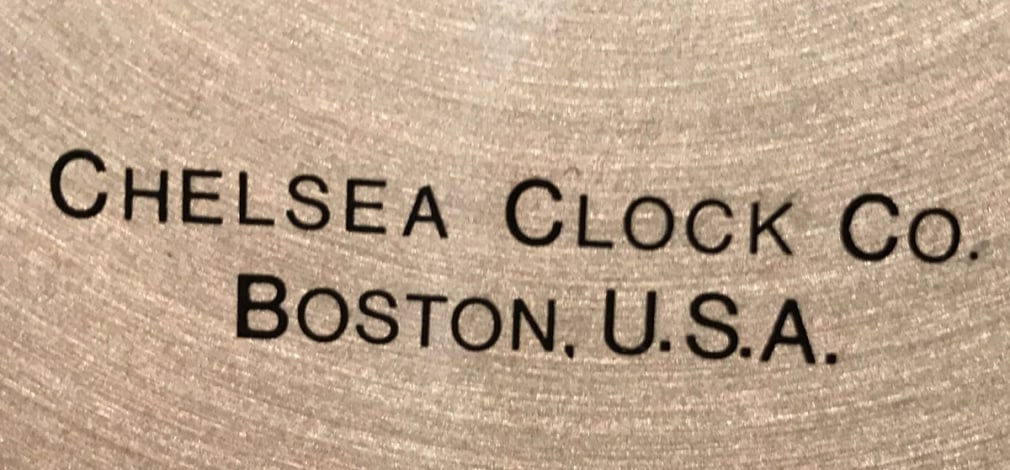 CHELSEA CLOCK CO.
BOSTON, U.S.A.